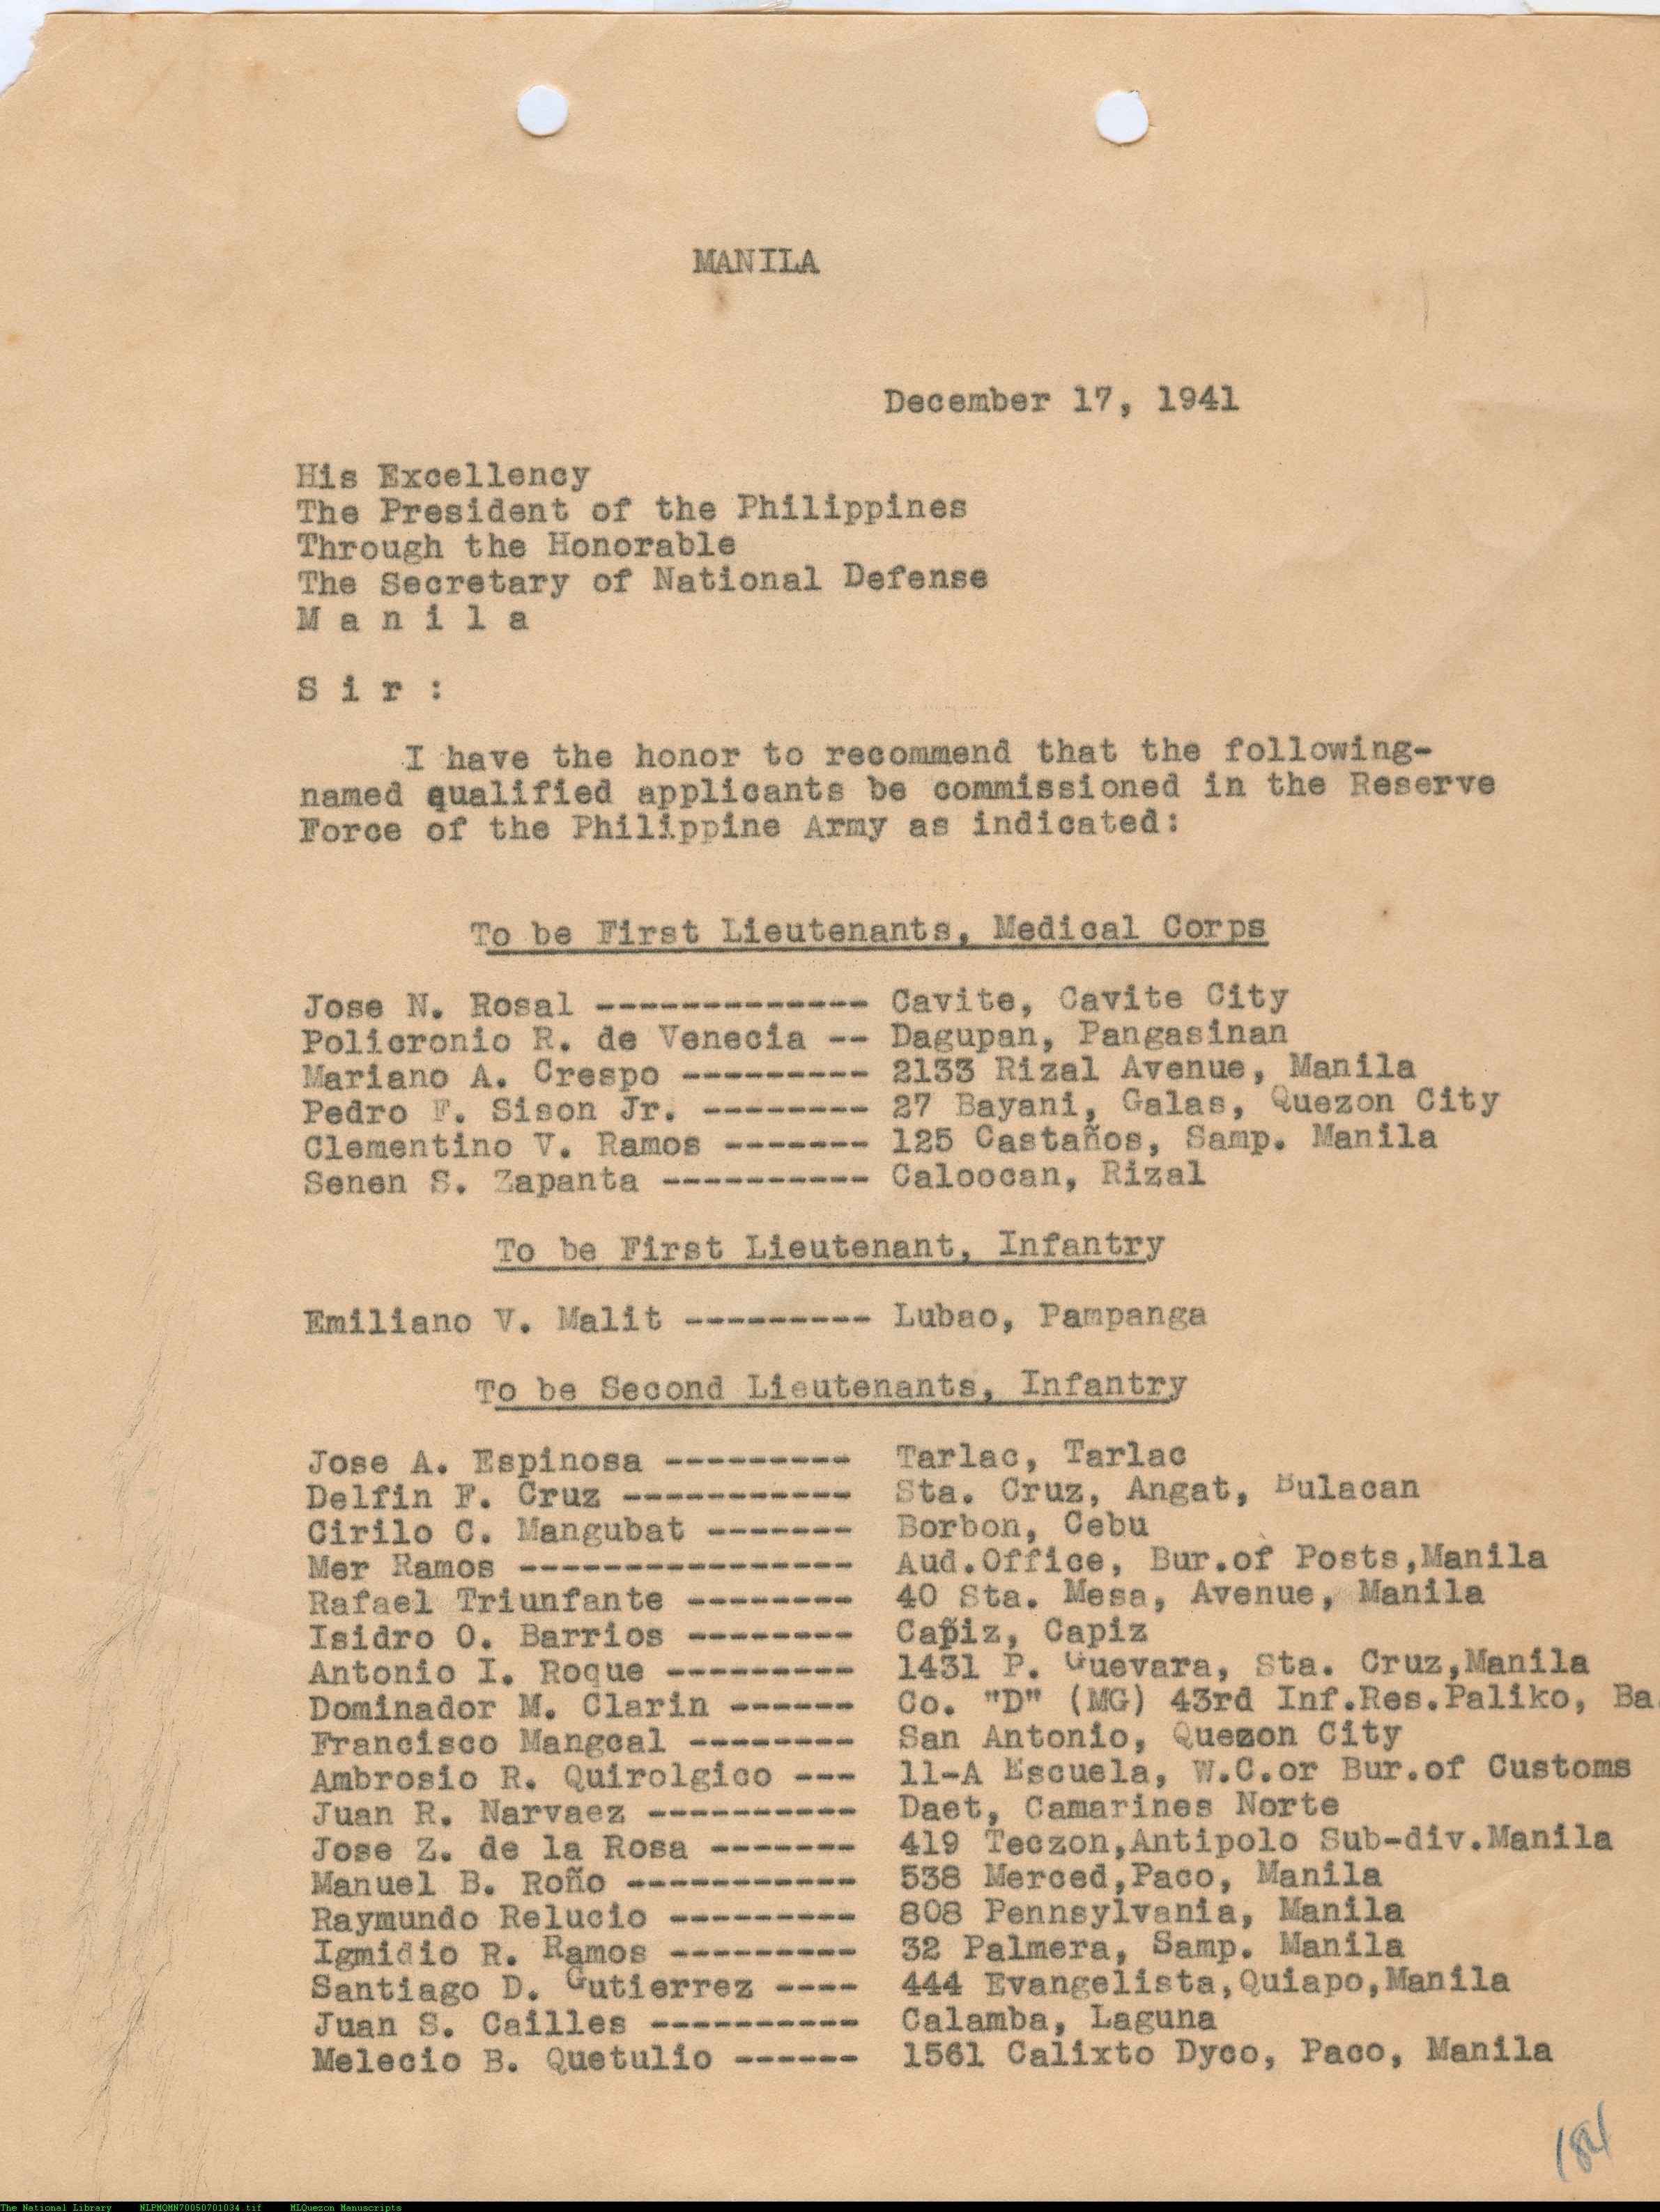 MANILA
December 17, 1941
His Excellency
The President of the Philippines
Through the Honorable
The Secretary of National Defense
M a n i l a
S i r :
I have the honor to recommend that the following-
named qualified applicants be commissioned in the Reserve
Force of the Philippine Army as indicated:
To be First Lieutenants, Medical Corps
Jose N. Rosal ------------- Cavite, Cavite City
Policronio R. de Venecia -- Dagupan, Pangasinan
Mariano A. Crespo --------- 2133 Rizal Avenue, Manila
Pedro F. Sison Jr. -------- 27 Bayani, Galas, Quezon City
Clementino V. Ramos ------- 125 Castaños, Samp. Manila
Senen S. Zapanta ---------- Caloocan, Rizal
To be First Lieutenant, Infantry
Emiliano V. Malit --------- Lubao, Pampanga
To be Second Lieutenants, Infantry
Jose A. Espinosa --------- Tarlac, Tarlac
Delfin F. Cruz ----------- Sta. Cruz, Angat, Bulacan
Cirilo C. Mangubat ------- Borbon, Cebu
Mer Ramos ---------------- Aud.Office, Bur.of Posts,Manila
Rafael Triunfante -------- 40 Sta. Mesa, Avenue, Manila
Isidro O. Barrios -------- Capiz, Capiz
Antonio I. Roque --------- 1431 P. Guevara, Sta. Cruz,Manila
Dominador M. Clarin ------ Co. "D" (MG) 43rd Inf.Res.Paliko, Ba
Francisco Mangcal -------- San Antonio, Quezon City
Ambrosio R. Quirolgico --- 11-A Escuela, W.C.or Bur.of Customs
Juan R. Narvaez ---------- Daet, Camarines Norte
Jose Z. de la Rosa ------- 419 Teczon,Antipolo Sub-div.Manila
Manuel B. Roño ----------- 538 Merced,Paco, Manila
Raymundo Relucio --------- 808 Pennsylvania, Manila
Igmidio R. Ramos --------- 32 Palmera, Samp. Manila
Santiago D. Gutierrez ---- 444 Evangelista,Quiapo,Manila
Juan S. Cailles ---------- Calamba, Laguna
Melecio B. Quetulio ------ 1561 Calixto Dyco, Paco, Manila
The National Library NLPMQMN70050701034.tif MLQuezon Manuscripts